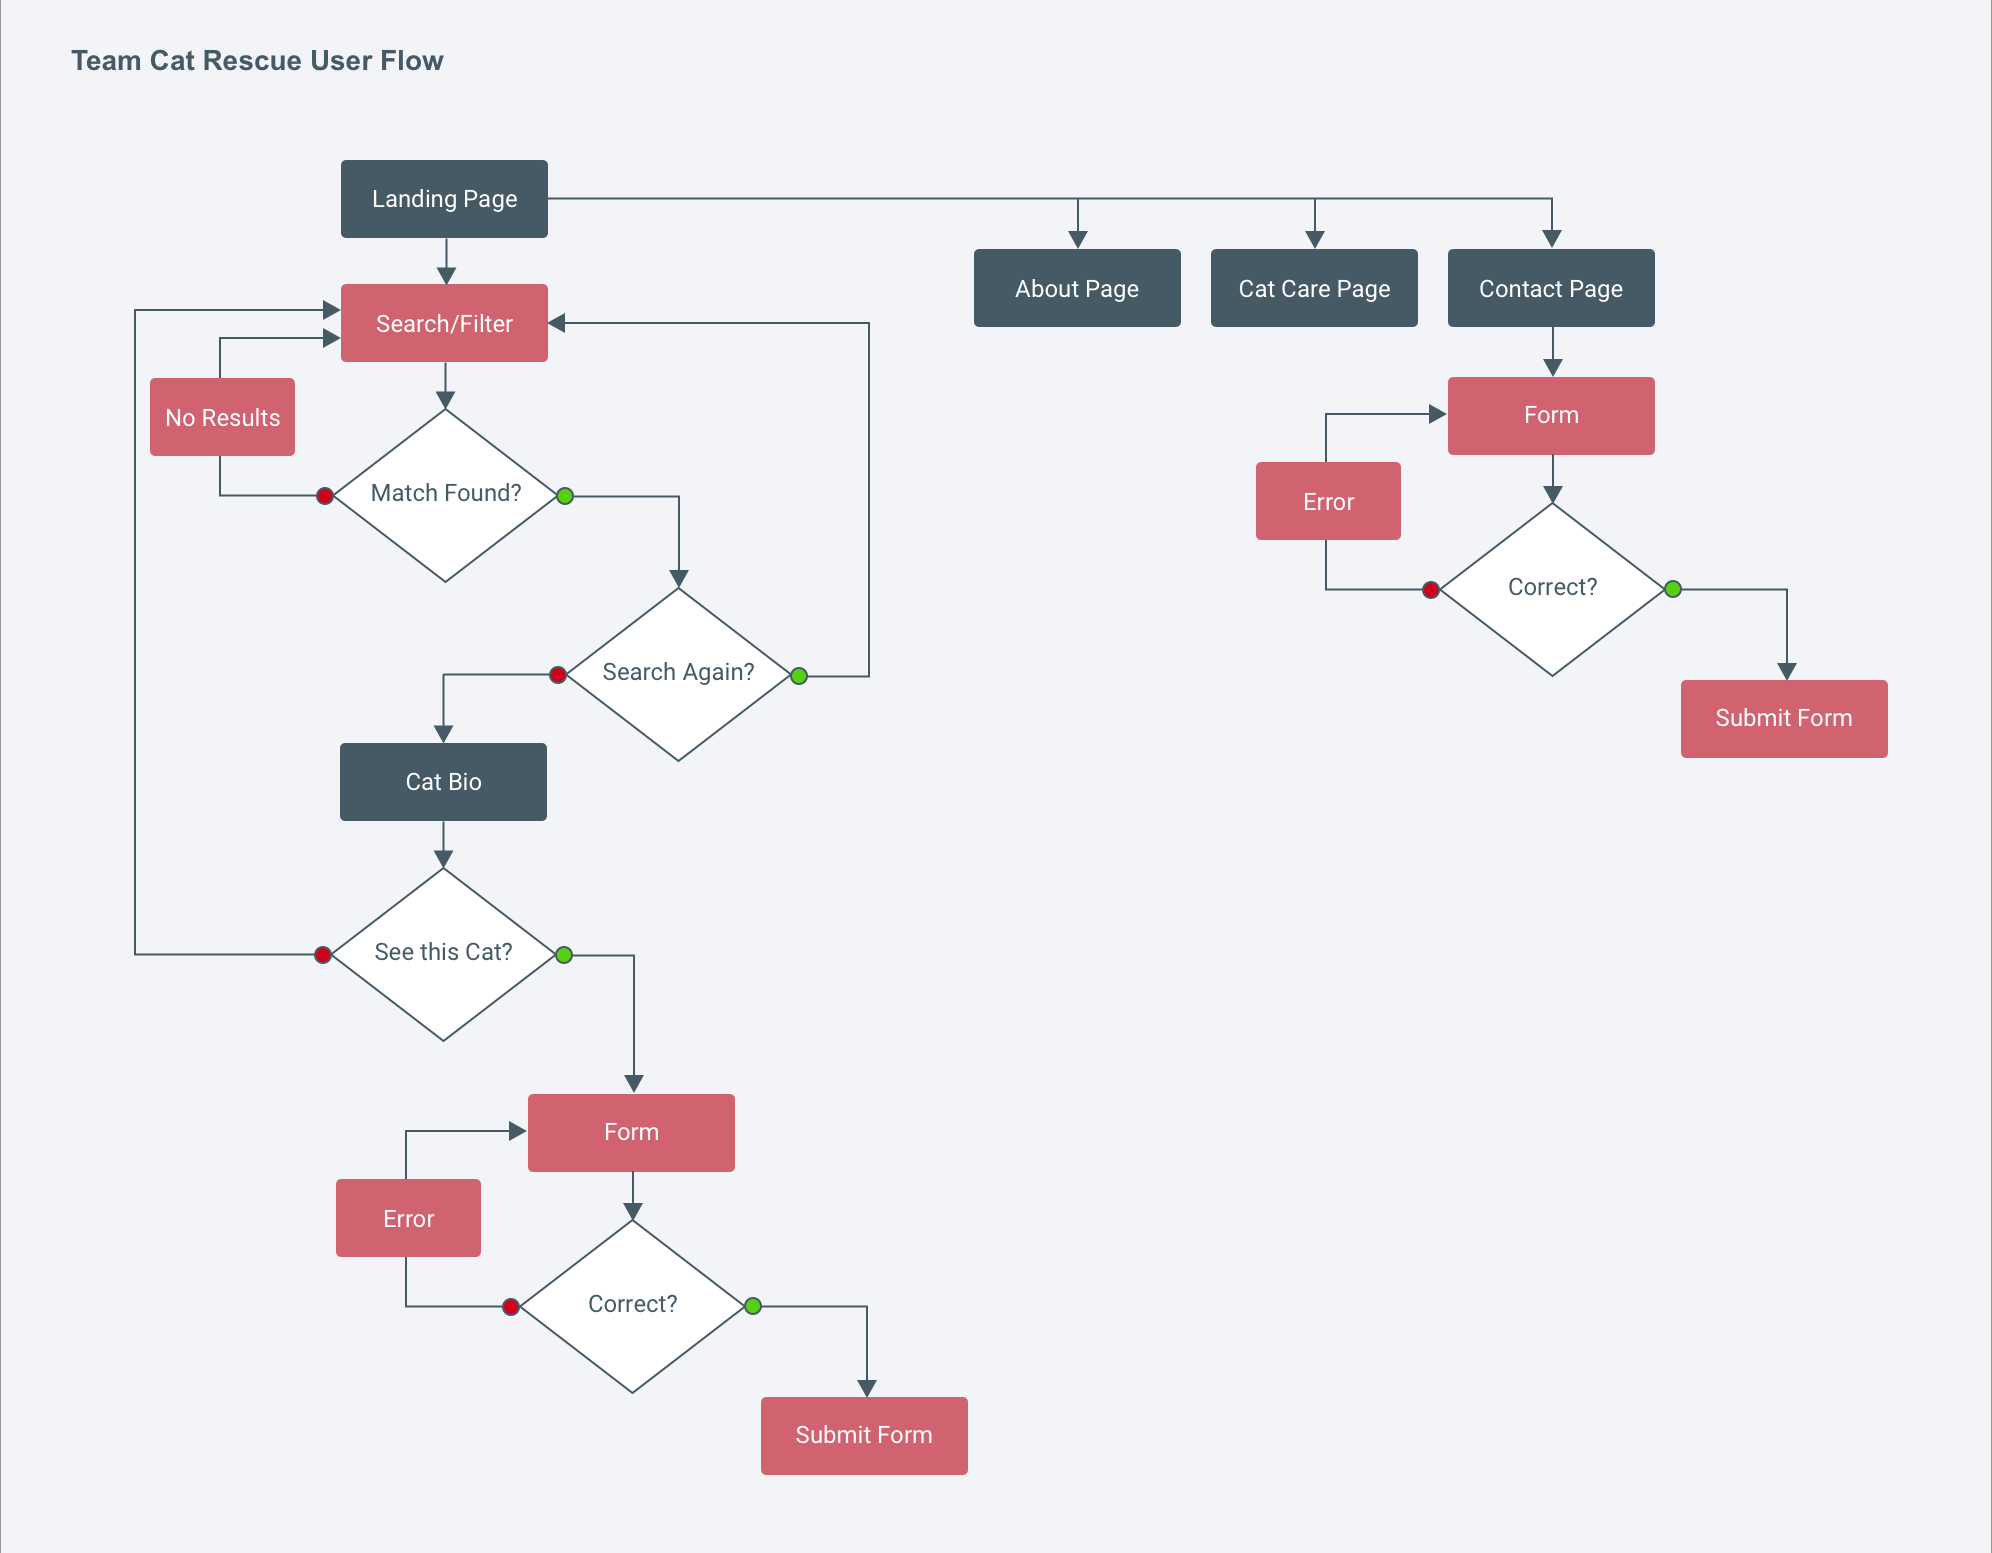 Team Cat Rescue User Flow
Landing Page
About Page
Cat Care Page
Contact Page
Search/Filter
No Results
Match Found?
Form
Error
Correct?
Search Again?
Submit Form
Cat Bio
See this Cat?
Form
Error
Correct?
Submit Form